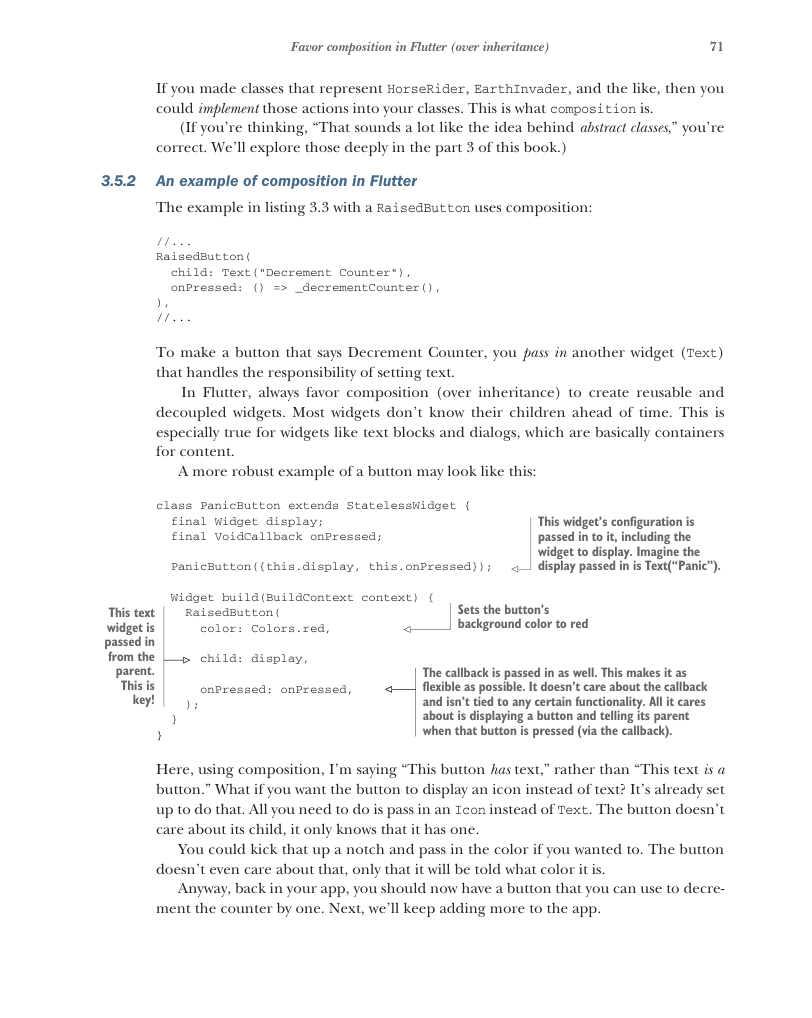 Favor composition in Flutter (over inheritance) 71
If you made classes that represent HorseRider, EarthInvader, and the like, then you
could implement those actions into your classes. This is what composition is.
(If you’re thinking, “That sounds a lot like the idea behind abstract classes,” you’re
correct. We’ll explore those deeply in the part 3 of this book.)
3.5.2 An example of composition in Flutter
The example in listing 3.3 with a RaisedButton uses composition:
//...
RaisedButton(
  child: Text("Decrement Counter"),
  onPressed: () => _decrementCounter(),
),
//...
To make a button that says Decrement Counter, you pass in another widget (Text)
that handles the responsibility of setting text.
In Flutter, always favor composition (over inheritance) to create reusable and
decoupled widgets. Most widgets don’t know their children ahead of time. This is
especially true for widgets like text blocks and dialogs, which are basically containers
for content.
A more robust example of a button may look like this:
class PanicButton extends StatelessWidget {
  final Widget display;
  final VoidCallback onPressed;
  PanicButton({this.display, this.onPressed});
This widget’s configuration is
passed in to it, including the
widget to display. Imagine the
display passed in is Text(“Panic”).
  Widget build(BuildContext context) {
    RaisedButton(
      color: Colors.red,
Sets the button’s
background color to red
This text
widget is
passed in
from the
parent.
This is
key!
      child: display,
      onPressed: onPressed,
    );
  }
}
The callback is passed in as well. This makes it as
flexible as possible. It doesn’t care about the callback
and isn’t tied to any certain functionality. All it cares
about is displaying a button and telling its parent
when that button is pressed (via the callback).
Here, using composition, I’m saying “This button has text,” rather than “This text is a
button.” What if you want the button to display an icon instead of text? It’s already set
up to do that. All you need to do is pass in an Icon instead of Text. The button doesn’t
care about its child, it only knows that it has one.
You could kick that up a notch and pass in the color if you wanted to. The button
doesn’t even care about that, only that it will be told what color it is.
Anyway, back in your app, you should now have a button that you can use to decre-
ment the counter by one. Next, we’ll keep adding more to the app.